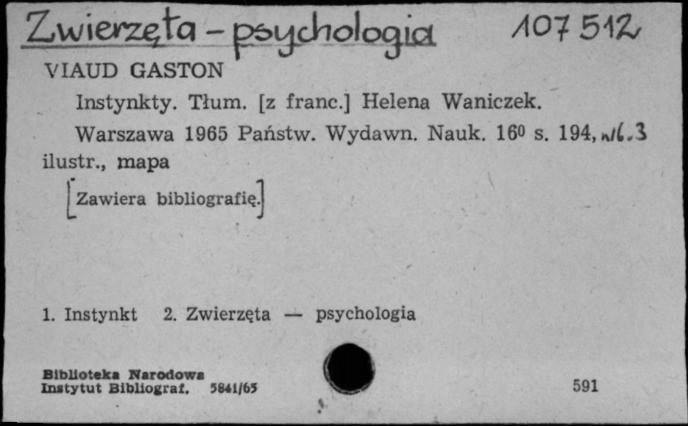 Zwierzęta - psychologia 107 512
VIAUD GASTON
Instynkty. Tłum. [z franc.] Helena Waniczek.
Warszawa 1965 Państw. Wydawn. Nauk. 16⁰ s. 194, nlb. 3
ilustr., mapa
[Zawiera bibliografię.]
1. Instynkt 2. Zwierzęta — psychologia
Biblioteka Narodowa
Instytut Bibliograf. 5841/65 591